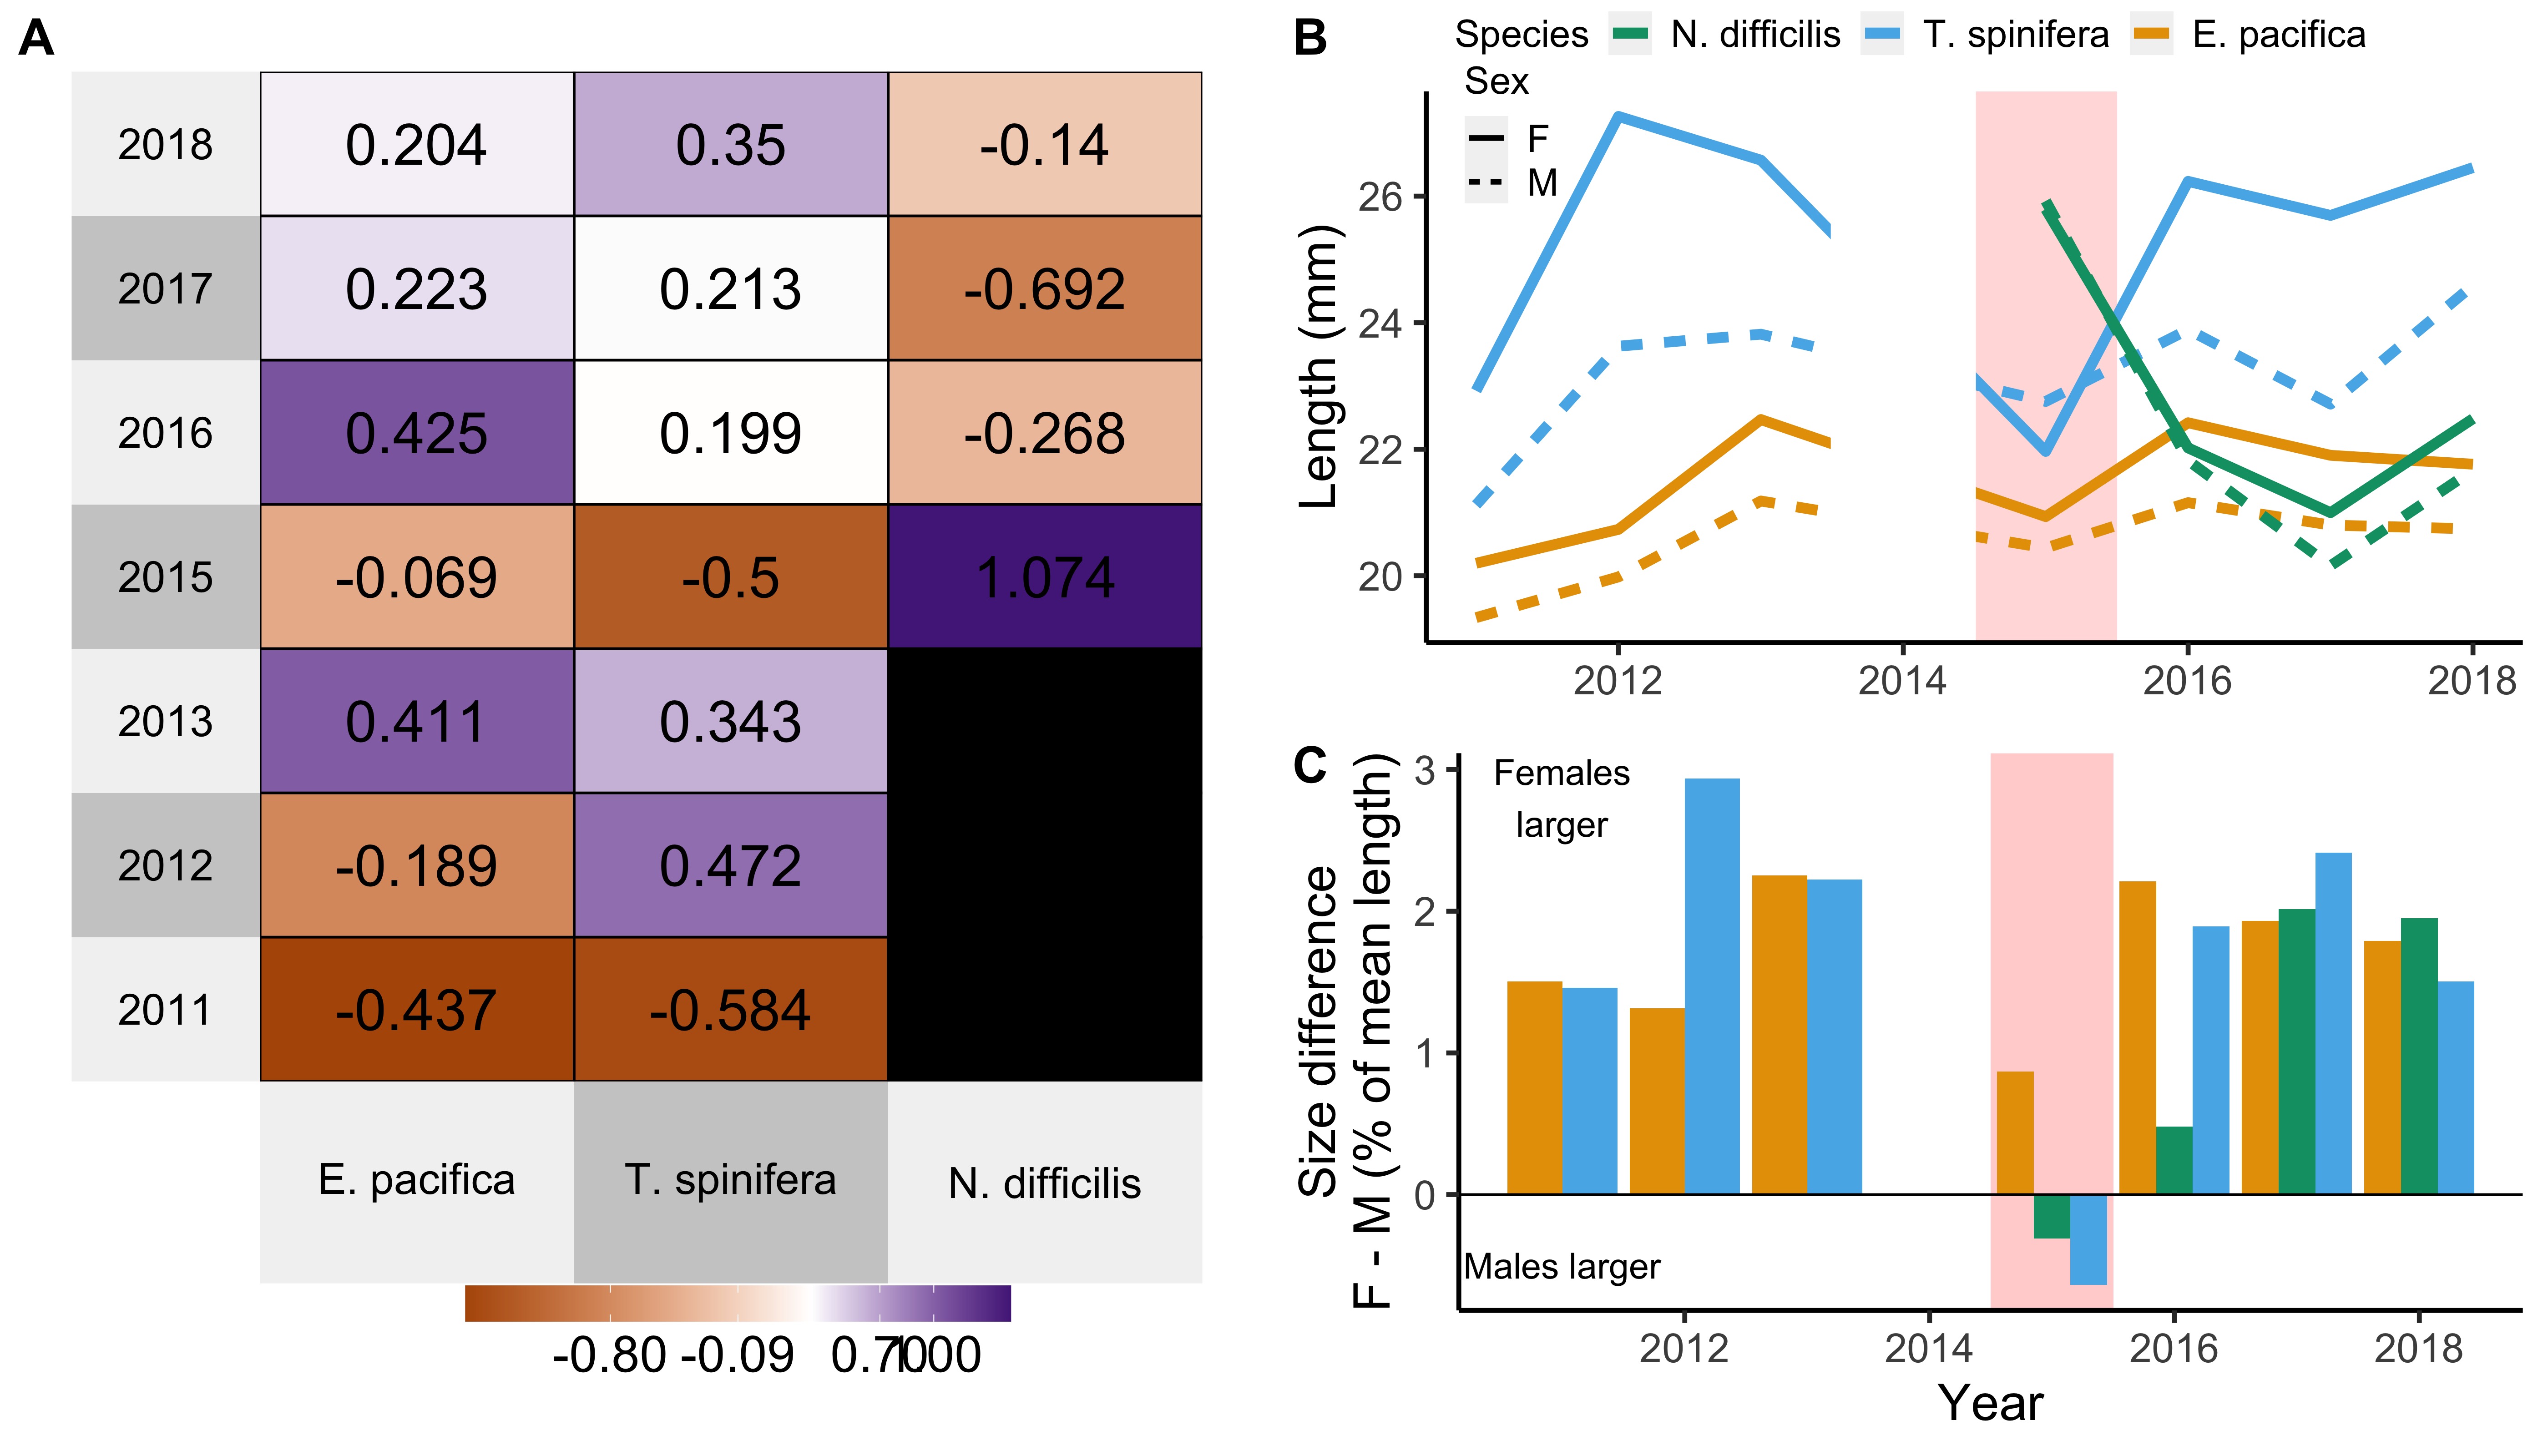 A
2018 0.204 0.35 -0.14
2017 0.223 0.213 -0.692
2016 0.425 0.199 -0.268
2015 -0.069 -0.5 1.074
2013 0.411 0.343
2012 -0.189 0.472
2011 -0.437 -0.584
E. pacifica T. spinifera N. difficilis
-0.80 -0.09 0.70 1.00
B
Species N. difficilis T. spinifera E. pacifica
Sex
F
M
Length (mm)
26
24
22
20
2012 2014 2016 2018
C
Size difference
F - M (% of mean length)
3
2
1
0
Females
larger
Males larger
2012 2014 2016 2018
Year